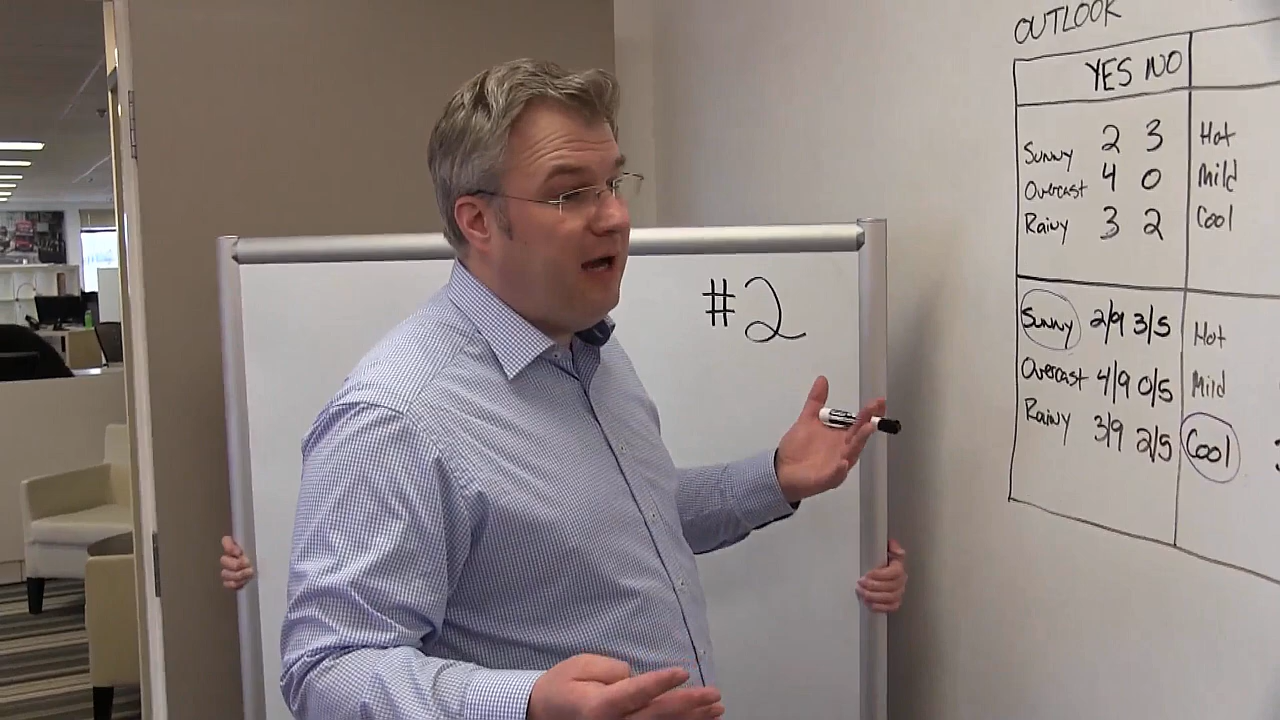 OUTLOOK
YES NO
Sunny 2 3
Overcast 4 0
Rainy 3 2
Hot
Mild
Cool
Sunny 2/9 3/5
Overcast 4/9 0/5
Rainy 3/9 2/5
Hot
Mild
Cool
#2